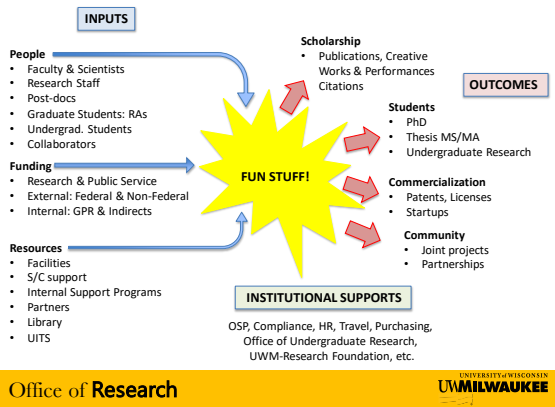 INPUTS
People
• Faculty & Scientists
• Research Staff
• Post-docs
• Graduate Students: RAs
• Undergrad. Students
• Collaborators
Funding
• Research & Public Service
• External: Federal & Non-Federal
• Internal: GPR & Indirects
Resources
• Facilities
• S/C support
• Internal Support Programs
• Partners
• Library
• UITS
FUN STUFF!
Scholarship
• Publications, Creative
Works & Performances
Citations
OUTCOMES
Students
• PhD
• Thesis MS/MA
• Undergraduate Research
Commercialization
• Patents, Licenses
• Startups
Community
• Joint projects
• Partnerships
INSTITUTIONAL SUPPORTS
OSP, Compliance, HR, Travel, Purchasing,
Office of Undergraduate Research,
UWM-Research Foundation, etc.
Office of Research
UNIVERSITY of WISCONSIN
UWMILWAUKEE